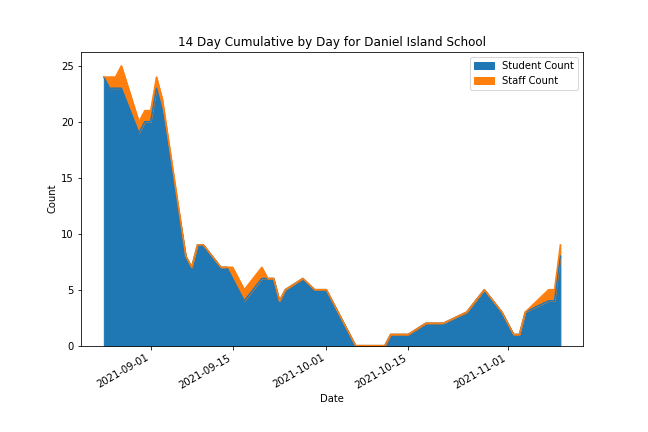 14 Day Cumulative by Day for Daniel Island School
Student Count
Staff Count
25
20
15
10
5
0
Count
2021-09-01
2021-09-15
2021-10-01
2021-10-15
2021-11-01
Date